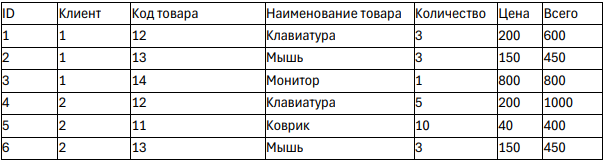 ID Клиент Код товара Наименование товара Количество Цена Всего
1 1 12 Клавиатура 3 200 600
2 1 13 Мышь 3 150 450
3 1 14 Монитор 1 800 800
4 2 12 Клавиатура 5 200 1000
5 2 11 Коврик 10 40 400
6 2 13 Мышь 3 150 450